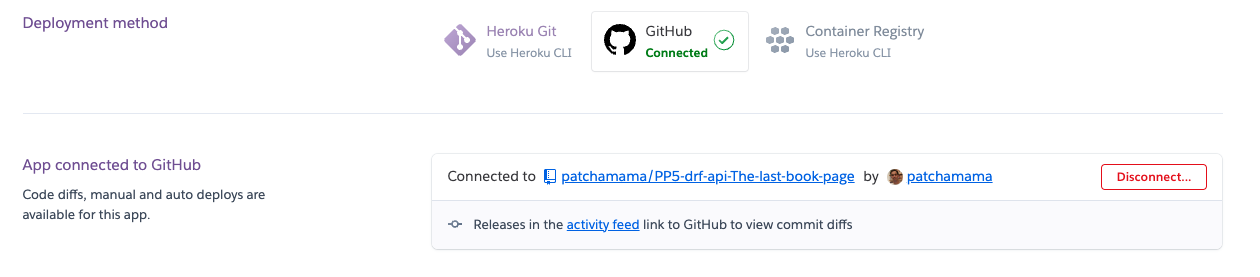 Deployment method
Heroku Git
Use Heroku CLI
GitHub
Connected
Container Registry
Use Heroku CLI
App connected to GitHub
Code diffs, manual and auto deploys are
available for this app.
Connected to patchamama/PP5-drf-api-The-last-book-page by patchamama
Disconnect...
Releases in the activity feed link to GitHub to view commit diffs